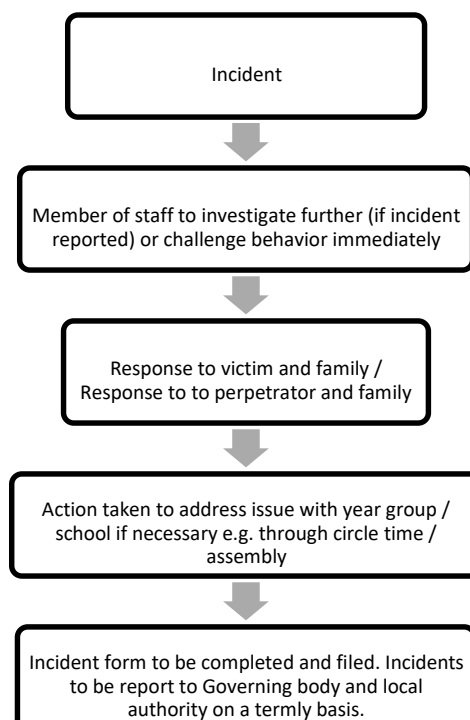 Incident
Member of staff to investigate further (if incident
reported) or challenge behavior immediately
Response to victim and family /
Response to to perpetrator and family
Action taken to address issue with year group /
school if necessary e.g. through circle time /
assembly
Incident form to be completed and filed. Incidents
to be report to Governing body and local
authority on a termly basis.